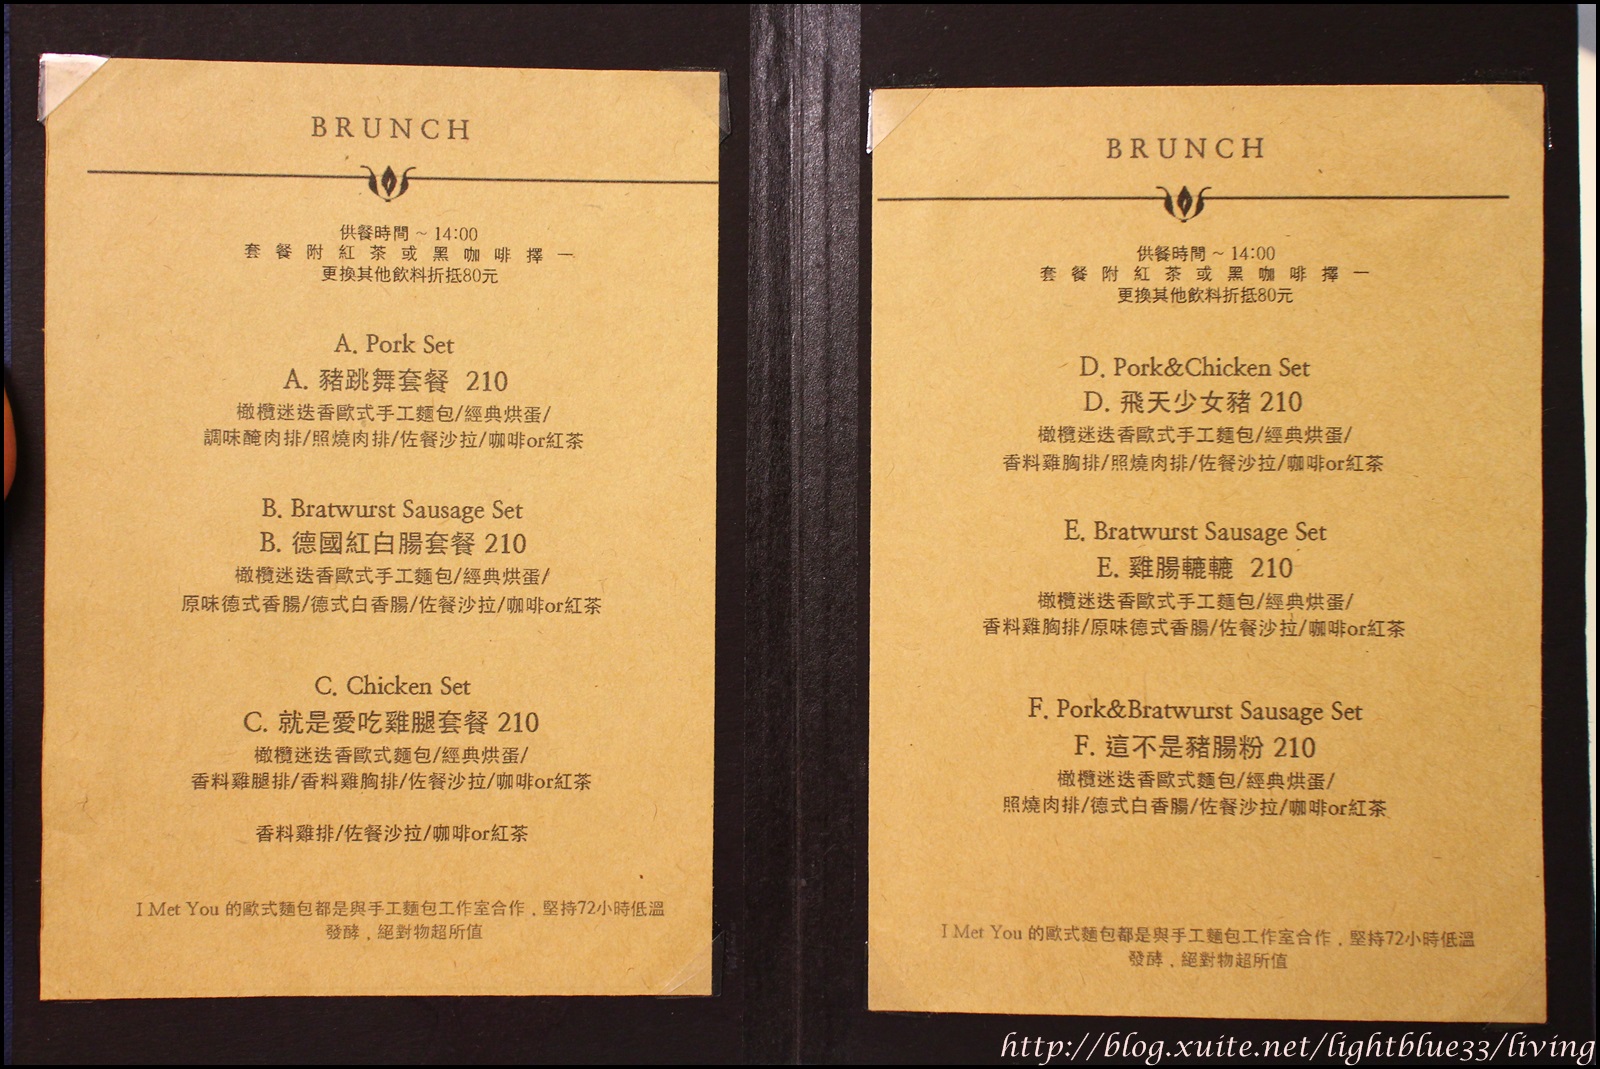 BRUNCH
供餐時間 ~ 14:00
套餐附紅茶或黑咖啡擇一
更換其他飲料折抵80元
A. Pork Set
A. 豬跳舞套餐 210
橄欖迷迭香歐式手工麵包/經典烘蛋/
調味醃肉排/照燒肉排/佐餐沙拉/咖啡or紅茶
B. Bratwurst Sausage Set
B. 德國紅白腸套餐 210
橄欖迷迭香歐式手工麵包/經典烘蛋/
原味德式香腸/德式白香腸/佐餐沙拉/咖啡or紅茶
C. Chicken Set
C. 就是愛吃雞腿套餐 210
橄欖迷迭香歐式麵包/經典烘蛋/
香料雞腿排/香料雞胸排/佐餐沙拉/咖啡or紅茶
香料雞排/佐餐沙拉/咖啡or紅茶
I Met You 的歐式麵包都是與手工麵包工作室合作，堅持72小時低溫
發酵，絕對物超所值
BRUNCH
供餐時間 ~ 14:00
套餐附紅茶或黑咖啡擇一
更換其他飲料折抵80元
D. Pork&Chicken Set
D. 飛天少女豬 210
橄欖迷迭香歐式手工麵包/經典烘蛋/
香料雞胸排/照燒肉排/佐餐沙拉/咖啡or紅茶
E. Bratwurst Sausage Set
E. 雞腸轆轆 210
橄欖迷迭香歐式手工麵包/經典烘蛋/
香料雞胸排/原味德式香腸/佐餐沙拉/咖啡or紅茶
F. Pork&Bratwurst Sausage Set
F. 這不是豬腸粉 210
橄欖迷迭香歐式麵包/經典烘蛋/
照燒肉排/德式白香腸/佐餐沙拉/咖啡or紅茶
I Met You 的歐式麵包都是與手工麵包工作室合作，堅持72小時低溫
發酵，絕對物超所值
http://blog.xuite.net/lightblue33/living